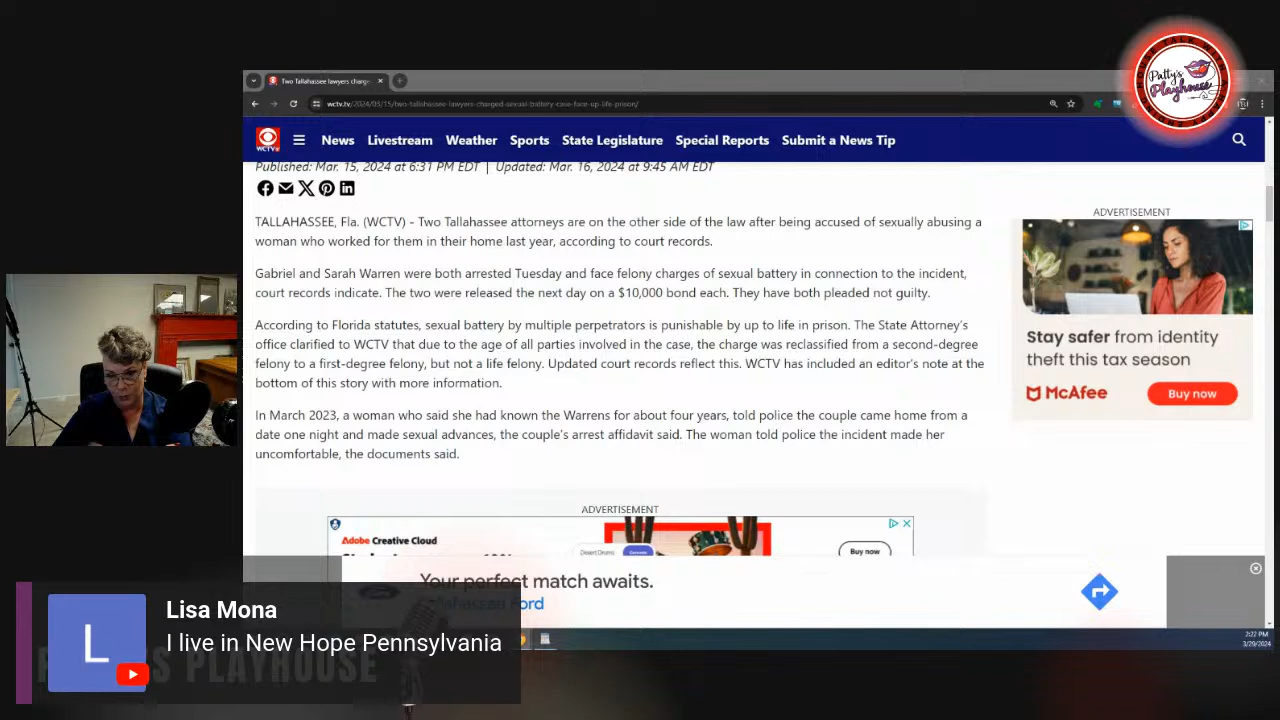 Two Tallahassee lawyers charge
wctv.tv/2024/03/15/two-tallahassee-lawyers-charged-sexual-battery-case-face-up-life-prison/
Patty's
Playhouse
WCTV
News Livestream Weather Sports State Legislature Special Reports Submit a News Tip
Published: Mar. 15, 2024 at 6:31 PM EDT | Updated: Mar. 16, 2024 at 9:45 AM EDT
TALLAHASSEE, Fla. (WCTV) - Two Tallahassee attorneys are on the other side of the law after being accused of sexually abusing a
woman who worked for them in their home last year, according to court records.
Gabriel and Sarah Warren were both arrested Tuesday and face felony charges of sexual battery in connection to the incident,
court records indicate. The two were released the next day on a $10,000 bond each. They have both pleaded not guilty.
According to Florida statutes, sexual battery by multiple perpetrators is punishable by up to life in prison. The State Attorney's
office clarified to WCTV that due to the age of all parties involved in the case, the charge was reclassified from a second-degree
felony to a first-degree felony, but not a life felony. Updated court records reflect this. WCTV has included an editor's note at the
bottom of this story with more information.
In March 2023, a woman who said she had known the Warrens for about four years, told police the couple came home from a
date one night and made sexual advances, the couple's arrest affidavit said. The woman told police the incident made her
uncomfortable, the documents said.
ADVERTISEMENT
Stay safer from identity
theft this tax season
McAfee
Buy now
ADVERTISEMENT
Adobe Creative Cloud
Desert Drums
Buy now
Your perfect match awaits.
Tallahassee Ford
L
Lisa Mona
I live in New Hope Pennsylvania
PLAYHOUSE
2:22 PM
3/29/2024